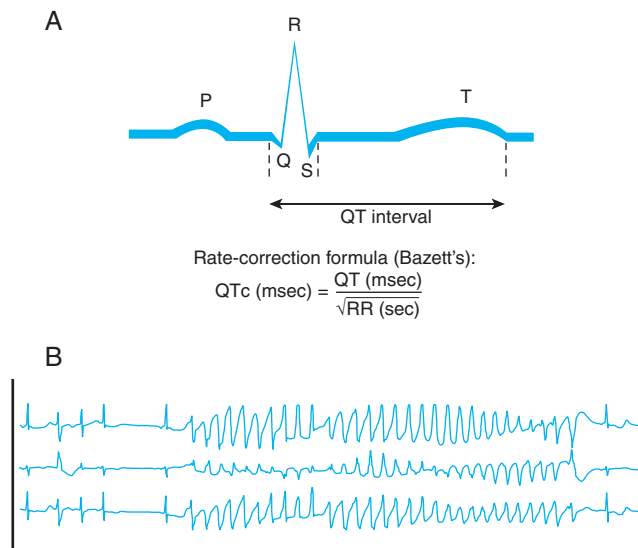 A
R
P
T
Q
S
QT interval
Rate-correction formula (Bazett's):
QTc (msec) = QT (msec)
√RR (sec)
B